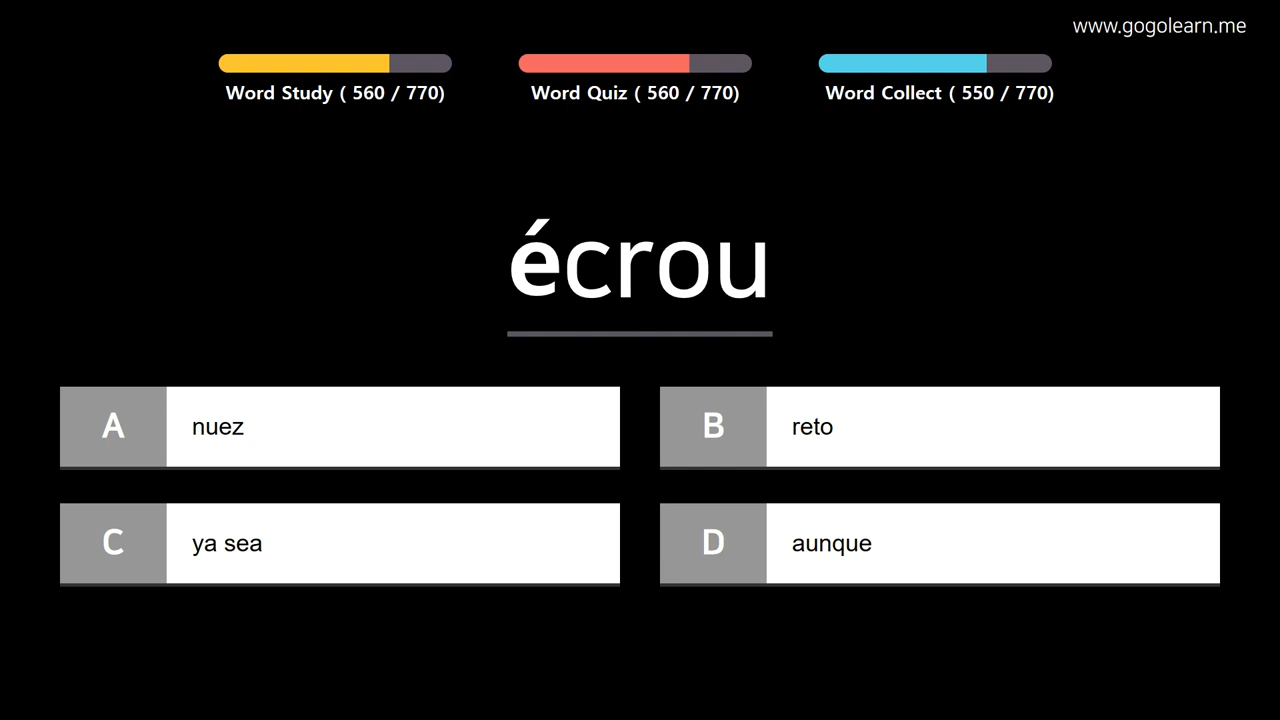 www.gogolearn.me
Word Study ( 560 / 770)
Word Quiz ( 560 / 770)
Word Collect ( 550 / 770)
écrou
A nuez
B reto
C ya sea
D aunque